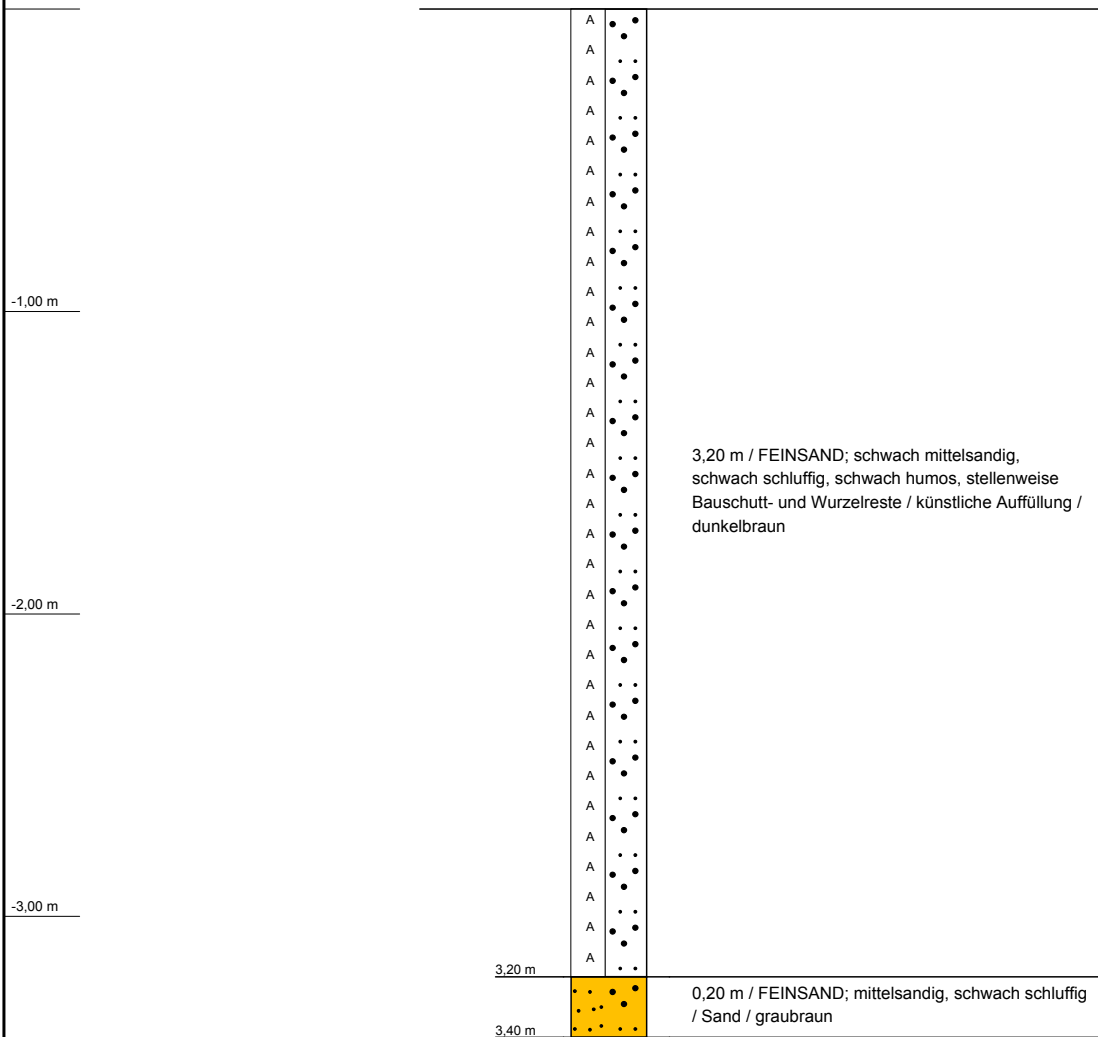 A
A
A
A
A
A
A
A
A
A
-1,00 m
A
A
A
A
A
3,20 m / FEINSAND; schwach mittelsandig,
A
schwach schluffig, schwach humos, stellenweise
A
Bauschutt- und Wurzelreste / künstliche Auffüllung /
A
dunkelbraun
A
A
-2,00 m
A
A
A
A
A
A
A
A
A
A
A
-3,00 m
A
A
3,20 m
0,20 m / FEINSAND; mittelsandig, schwach schluffig
/ Sand / graubraun
3,40 m